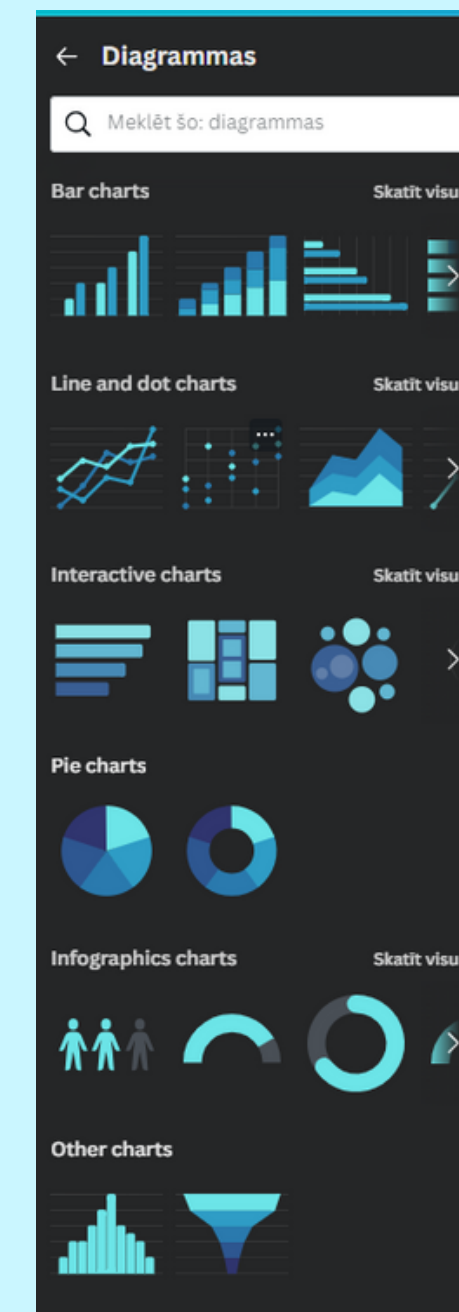 Diagrammas
Meklēt šo: diagrammas
Bar charts Skatīt visu
Line and dot charts Skatīt visu
Interactive charts Skatīt visu
Pie charts
Infographics charts Skatīt visu
Other charts